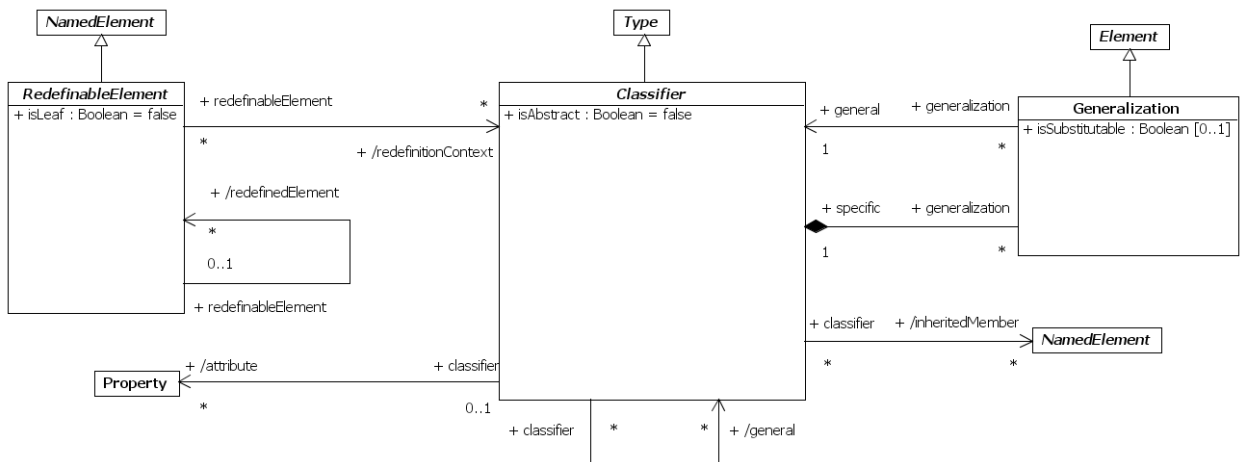 NamedElement
Type
Element
RedefinableElement
+ isLeaf : Boolean = false
+ redefinableElement
*
*
+ /redefinitionContext
Classifier
+ isAbstract : Boolean = false
+ general
+ generalization
1
*
Generalization
+ isSubstitutable : Boolean [0..1]
+ /redefinedElement
*
0..1
+ redefinableElement
+ specific
+ generalization
1
*
+ classifier
+ /inheritedMember
*
*
NamedElement
Property
+ /attribute
+ classifier
*
0..1
+ classifier
*
*
+ /general